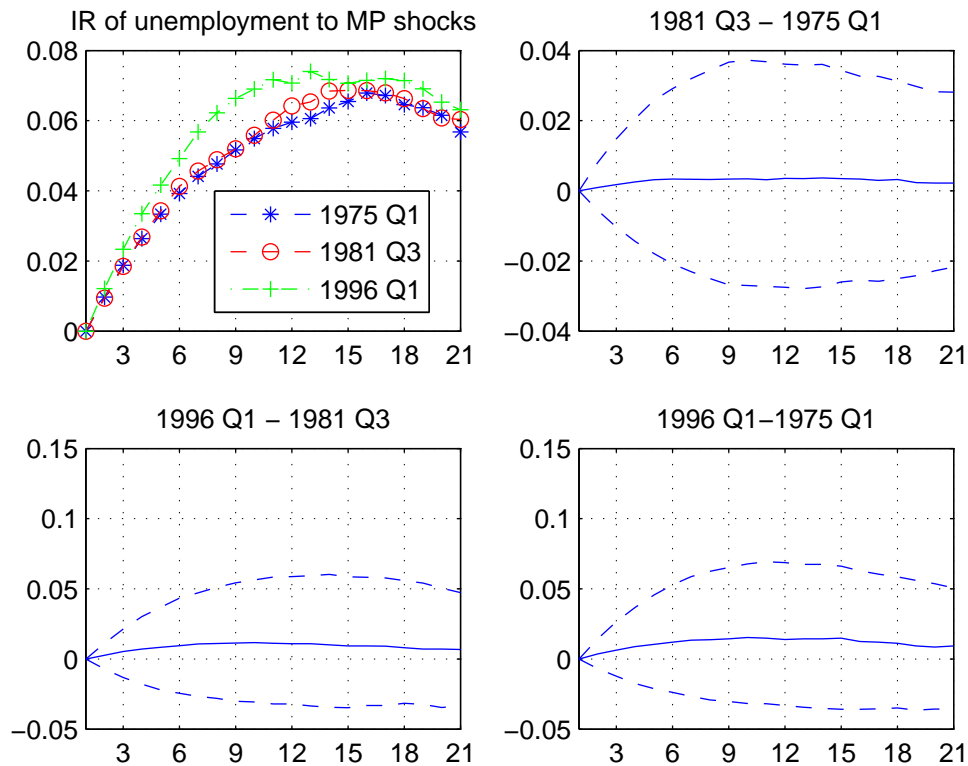 IR of unemployment to MP shocks
0.08
0.06
0.04
0.02
0
3 6 9 12 15 18 21
1975 Q1
1981 Q3
1996 Q1
1981 Q3 − 1975 Q1
0.04
0.02
0
−0.02
−0.04
3 6 9 12 15 18 21
1996 Q1 − 1981 Q3
0.15
0.1
0.05
0
−0.05
3 6 9 12 15 18 21
1996 Q1−1975 Q1
0.15
0.1
0.05
0
−0.05
3 6 9 12 15 18 21